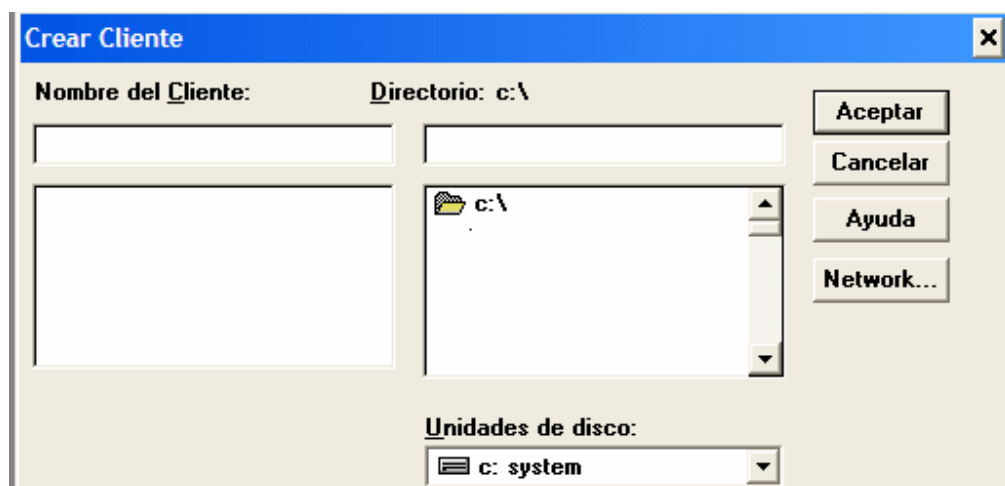 Crear Cliente
Nombre del Cliente:
Directorio: c:\
Aceptar
Cancelar
c:\
Ayuda
Network...
Unidades de disco:
c: system